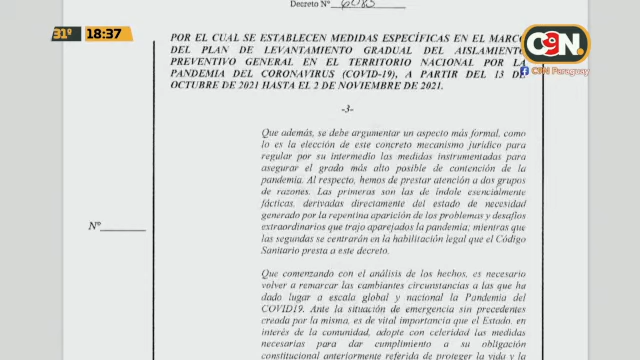 Decreto N°
31° 18:37
POR EL CUAL SE ESTABLECEN MEDIDAS ESPECÍFICAS EN EL MARCO
DEL PLAN DE LEVANTAMIENTO GRADUAL DEL AISLAMIENTO
PREVENTIVO GENERAL EN EL TERRITORIO NACIONAL POR LA
PANDEMIA DEL CORONAVIRUS (COVID-19), A PARTIR DEL 13 DE
OCTUBRE DE 2021 HASTA EL 2 DE NOVIEMBRE DE 2021.
C9N
C9N Paraguay
-3-
Que además, se debe argumentar un aspecto más formal, como
lo es la elección de este concreto mecanismo jurídico para
regular por su intermedio las medidas instrumentadas para
asegurar el grado más alto posible de contención de la
pandemia. Al respecto, hemos de prestar atención a dos grupos
de razones. Las primeras son las de índole esencialmente
fácticas, derivadas directamente del estado de necesidad
generado por la repentina aparición de los problemas y desafíos
extraordinarios que trajo aparejados la pandemia; mientras que
las segundas se centrarán en la habilitación legal que el Código
Sanitario presta a este decreto.
N°
Que comenzando con el análisis de los hechos, es necesario
volver a remarcar las cambiantes circunstancias a las que ha
dado lugar a escala global y nacional la Pandemia del
COVID19. Ante la situación de emergencia sin precedentes
creada por la misma, es de vital importancia que el Estado, en
interés de la comunidad, adopte con celeridad las medidas
necesarias para dar cumplimiento a su obligación
constitucional anteriormente referida de proteger la vida y la